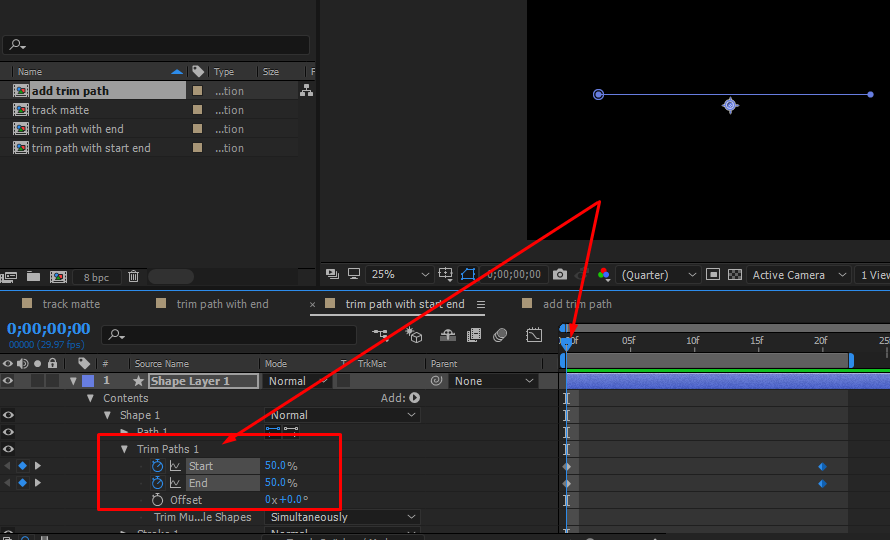 Name Type Size
add trim path ...tion
track matte ...tion
trim path with end ...tion
trim path with start end ...tion
8 bpc
25% 0;00;00;00 (Quarter) Active Camera 1 View
track matte trim path with end × trim path with start end add trim path
0;00;00;00
00000 (29.97 fps)
05f 10f 15f 20f
# Source Name Mode T TrkMat Parent
1 Shape Layer 1 Normal None
Contents Add:
Shape 1 Normal
Path 1
Trim Paths 1
Start 50.0%
End 50.0%
Offset 0x+0.0°
Trim Mu...le Shapes Simultaneously